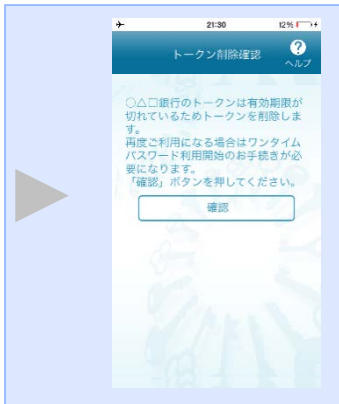 21:30
12%
トークン削除確認
?
ヘルプ
○△□銀行のトークンは有効期限が
切れているためトークンを削除しま
す。
再度ご利用になる場合はワンタイム
パスワード利用開始のお手続きが必
要になります。
「確認」ボタンを押してください。
確認